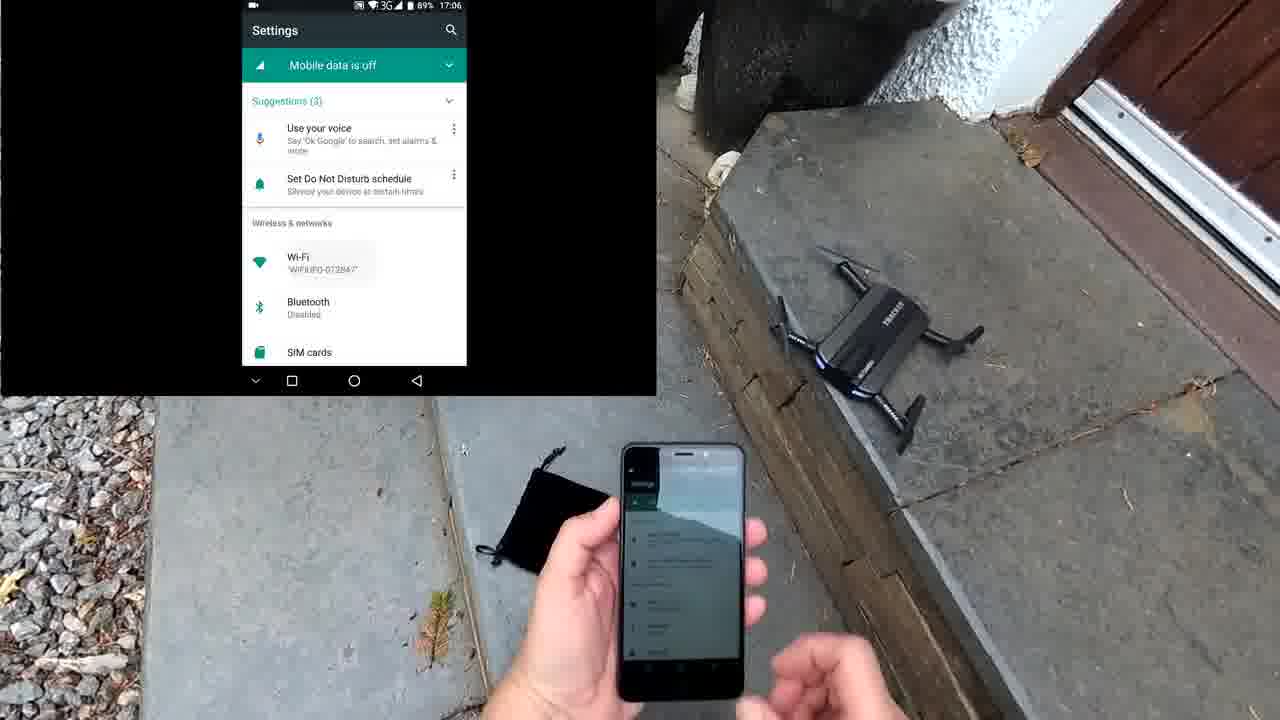 3G 89% 17:06
Settings
Mobile data is off
Suggestions (3)
Use your voice
Say 'Ok Google' to search, set alarms &
more
Set Do Not Disturb schedule
Silence your device at certain times
Wireless & networks
Wi-Fi
Bluetooth
Disabled
SIM cards
TRACKER
Settings